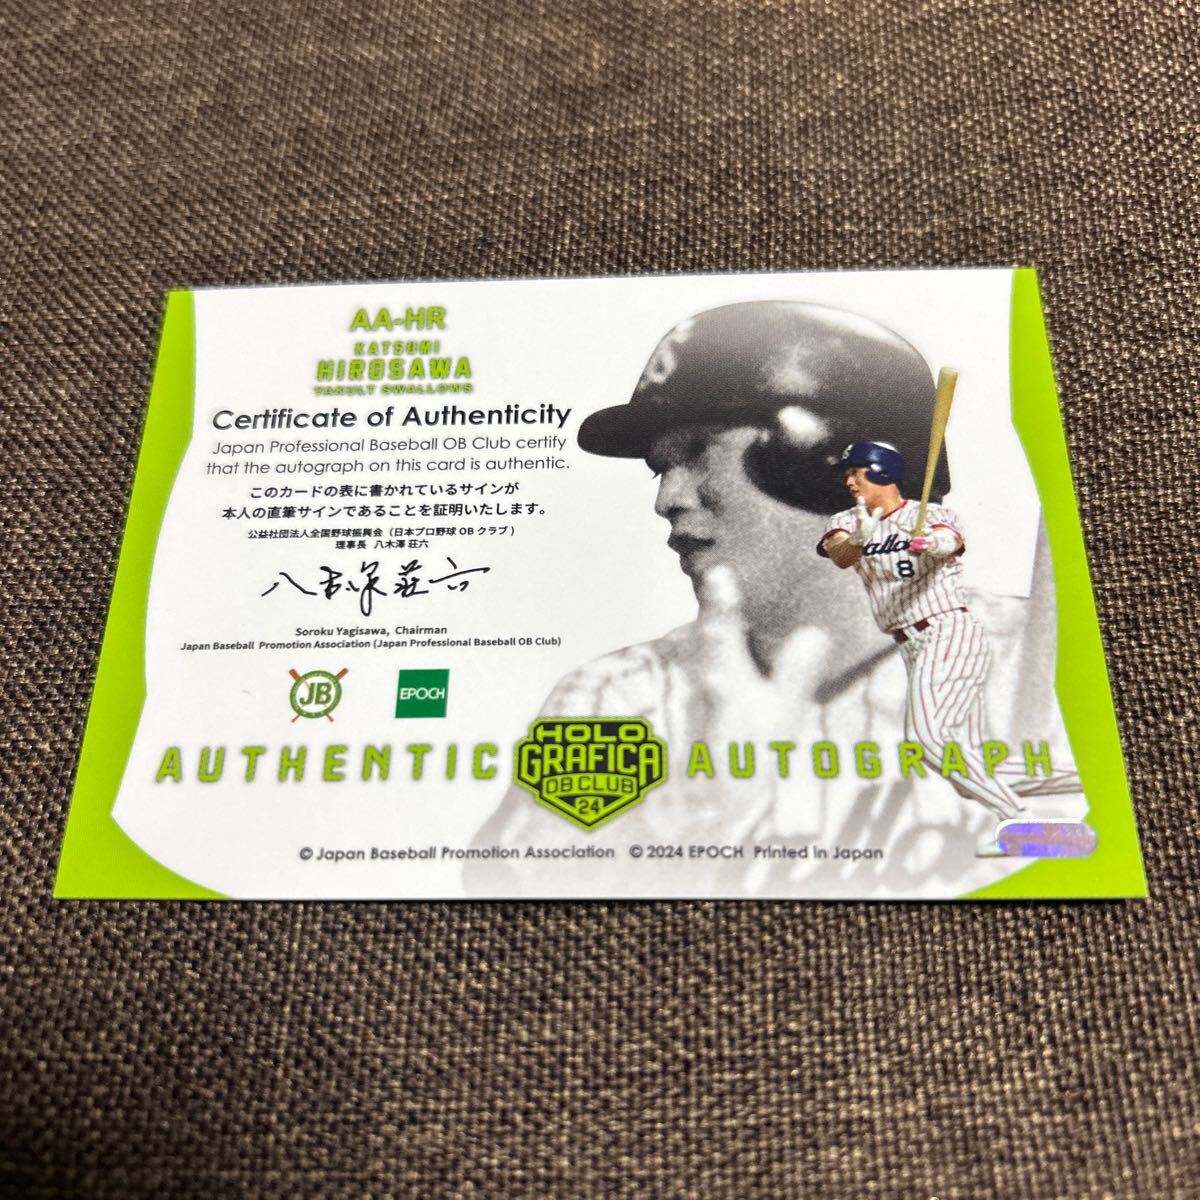 AA-HR
KATSUMI
HIROSAWA
YAKULT SWALLOWS
Certificate of Authenticity
Japan Professional Baseball OB Club certify
that the autograph on this card is authentic.
このカードの表に書かれているサインが
本人の直筆サインであることを証明いたします。
公益社団法人全国野球振興会（日本プロ野球 OB クラブ）
理事長 八木澤 荘六
八木澤荘六
Soroku Yagisawa, Chairman
Japan Baseball Promotion Association (Japan Professional Baseball OB Club)
JB
EPOCH
8
AUTHENTIC
HOLO
GRAFICA
OB CLUB
24
AUTOGRAPH
© Japan Baseball Promotion Association © 2024 EPOCH Printed in Japan